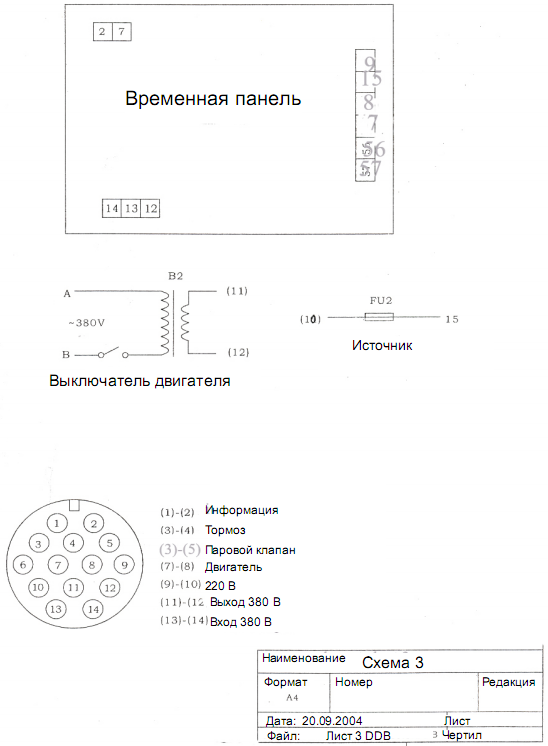 2 7
9
15
Временная панель
8
7
56
57
14 13 12
B2
A
(11)
~380V
FU2
15
B
(12)
Источник
Выключатель двигателя
1 2
3 4 5
6 7 8 9
10 11 12
13 14
(1)-(2) Информация
(3)-(4) Тормоз
(3)-(5) Паровой клапан
(7)-(8) Двигатель
(9)-(10) 220 В
(11)-(12 Выход 380 В
(13)-(14) Вход 380 В
Наименование Схема 3
Формат Номер Редакция
A4
Дата: 20.09.2004 Лист
Файл: Лист 3 DDB 3 Чертил